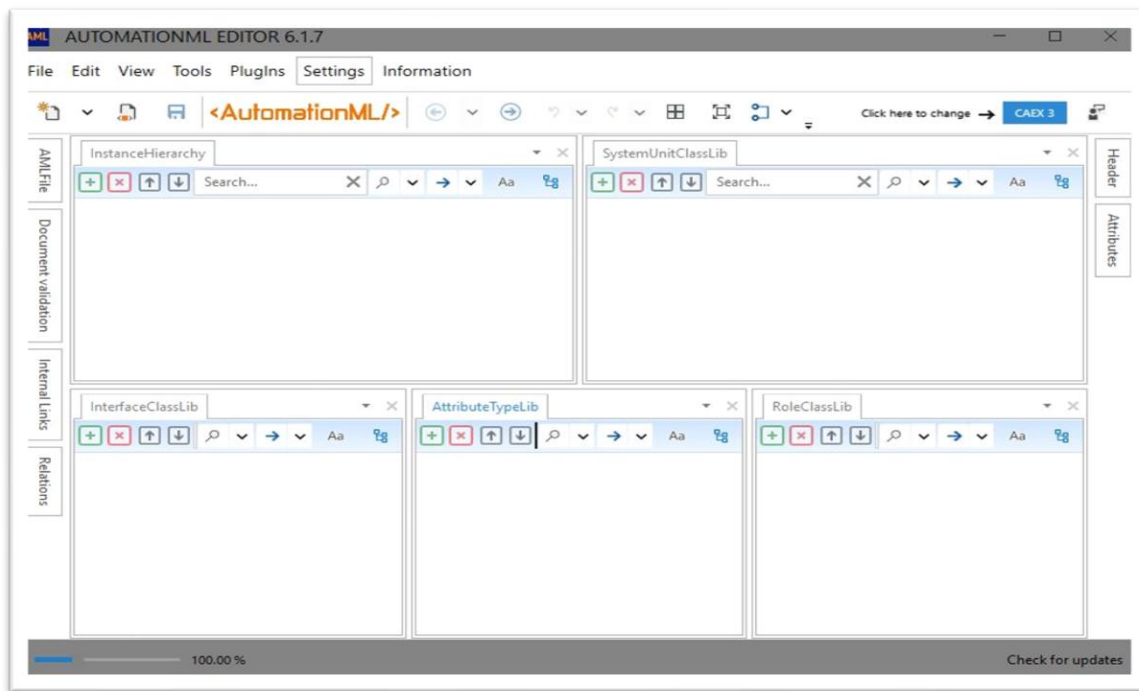 AML AUTOMATIONML EDITOR 6.1.7
File Edit View Tools PlugIns Settings Information
<AutomationML/> Click here to change → CAEX 3
AMLFile
Document validation
Internal Links
Relations
InstanceHierarchy
Search... Aa
SystemUnitClassLib
Search... Aa
InterfaceClassLib
Aa
AttributeTypeLib
Aa
RoleClassLib
Aa
Header
Attributes
100.00 % Check for updates